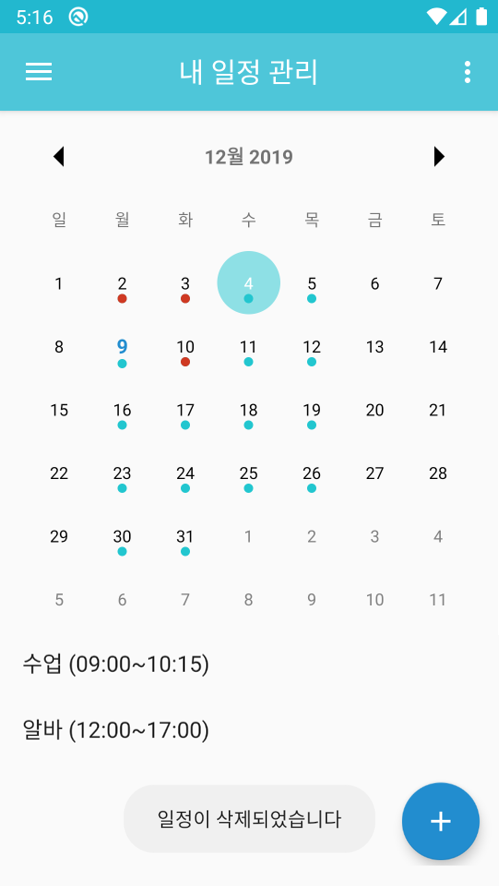 5:16
내 일정 관리
12월 2019
일 월 화 수 목 금 토
1 2 3 4 5 6 7
8 9 10 11 12 13 14
15 16 17 18 19 20 21
22 23 24 25 26 27 28
29 30 31 1 2 3 4
5 6 7 8 9 10 11
수업 (09:00~10:15)
알바 (12:00~17:00)
일정이 삭제되었습니다
+